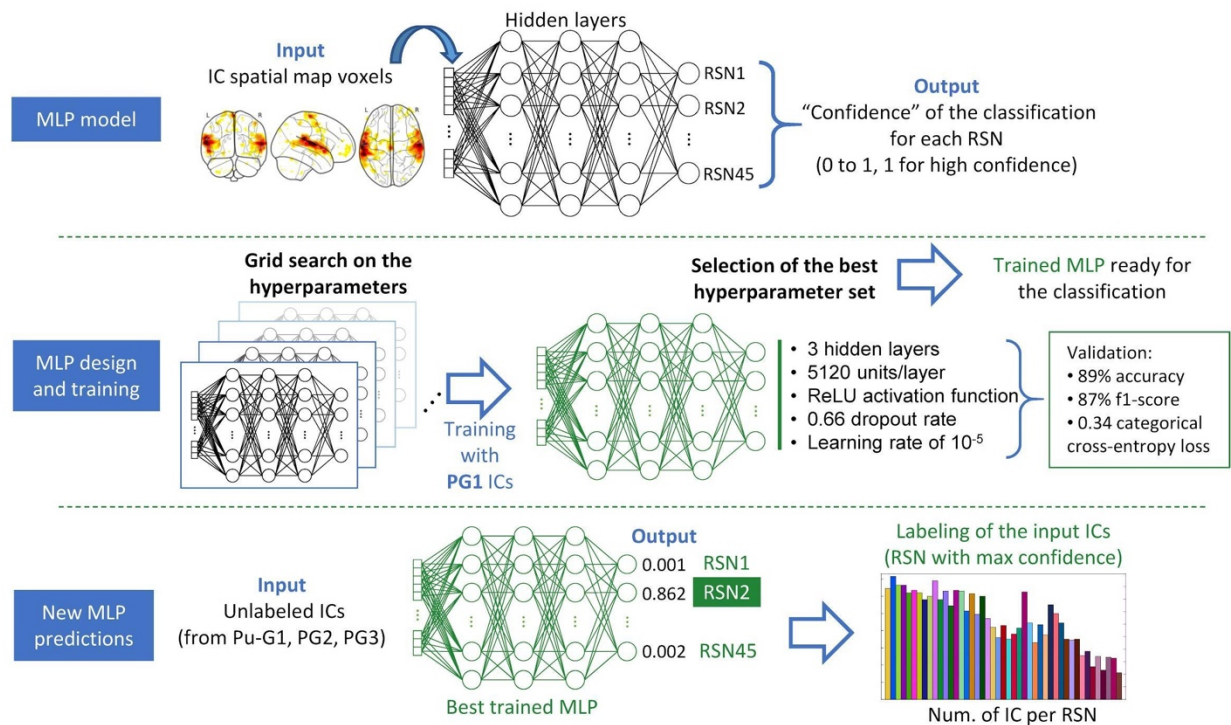 Hidden layers
Input
IC spatial map voxels
L
R
L
R
MLP model
RSN1
RSN2
RSN45
Output
“Confidence” of the classification
for each RSN
(0 to 1, 1 for high confidence)
Grid search on the
hyperparameters
Selection of the best
hyperparameter set
Trained MLP ready for
the classification
MLP design
and training
Training
with
PG1 ICs
• 3 hidden layers
• 5120 units/layer
• ReLU activation function
• 0.66 dropout rate
• Learning rate of 10⁻⁵
Validation:
• 89% accuracy
• 87% f1-score
• 0.34 categorical
cross-entropy loss
New MLP
predictions
Input
Unlabeled ICs
(from Pu-G1, PG2, PG3)
Output
0.001 RSN1
0.862 RSN2
0.002 RSN45
Best trained MLP
Labeling of the input ICs
(RSN with max confidence)
Num. of IC per RSN